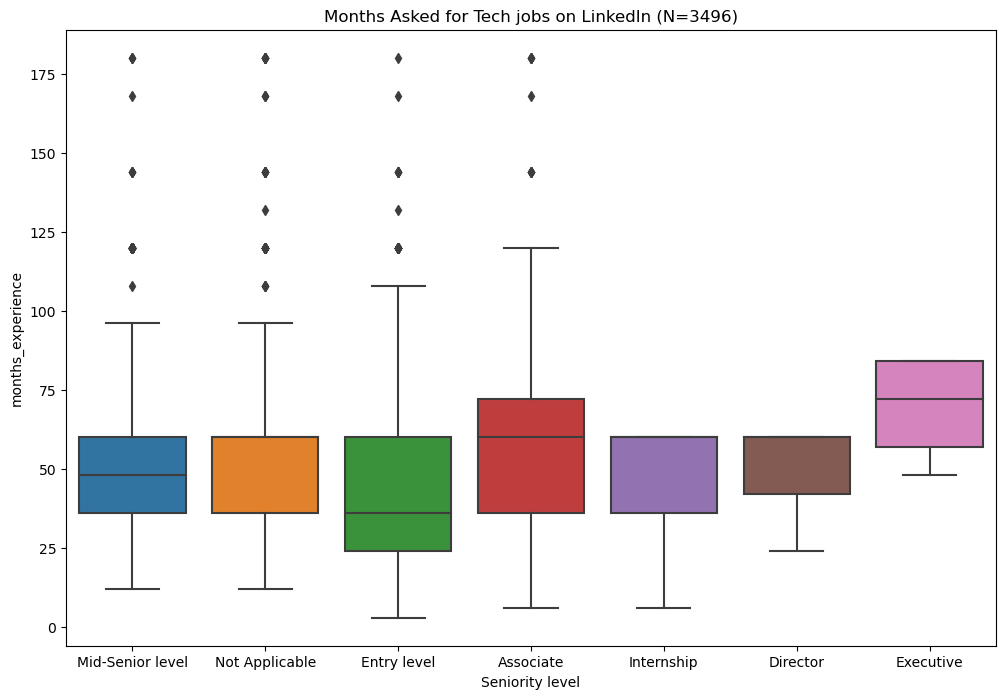 Months Asked for Tech jobs on LinkedIn (N=3496)
175
150
125
100
75
50
25
0
months_experience
Mid-Senior level
Not Applicable
Entry level
Associate
Internship
Director
Executive
Seniority level